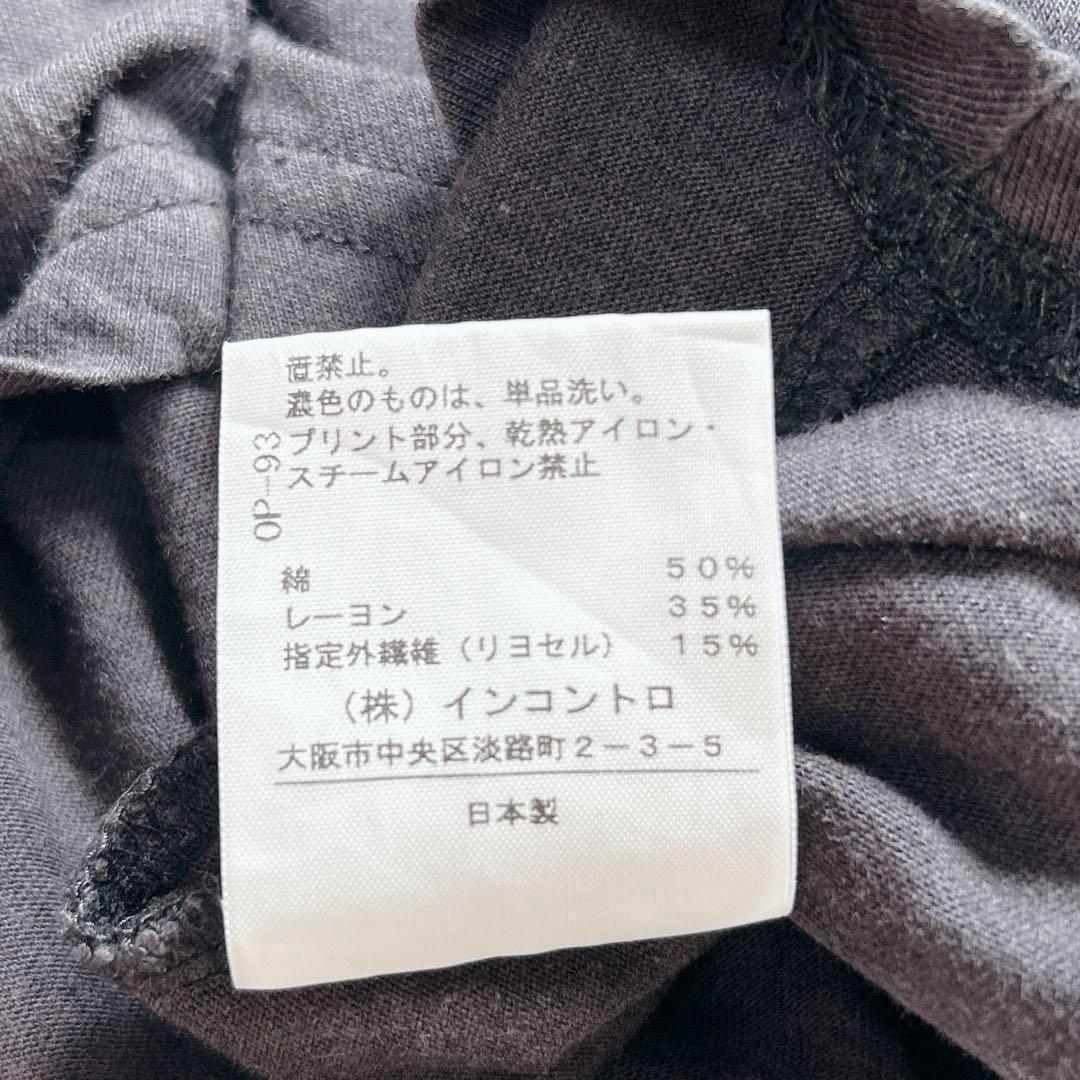 置禁止。
濃色のものは、単品洗い。
プリント部分、乾熱アイロン・
スチームアイロン禁止
OP-93
綿 50%
レーヨン 35%
指定外繊維（リヨセル） 15%
（株）インコントロ
大阪市中央区淡路町2-3-5
日本製